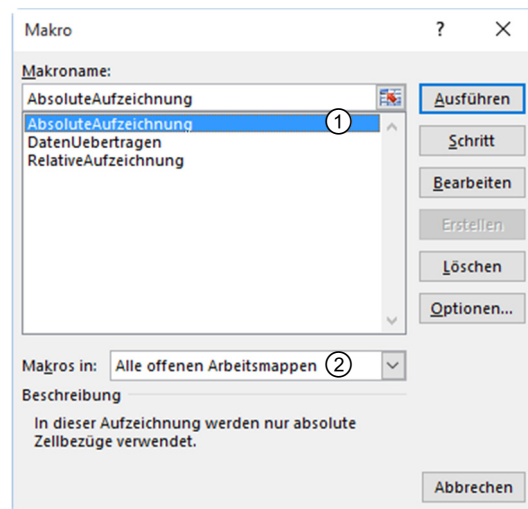 Makro ? ×
Makroname:
AbsoluteAufzeichnung
Ausführen
AbsoluteAufzeichnung ①
DatenUebertragen
RelativeAufzeichnung
Schritt
Bearbeiten
Erstellen
Löschen
Optionen...
Makros in: Alle offenen Arbeitsmappen ②
Beschreibung
In dieser Aufzeichnung werden nur absolute
Zellbezüge verwendet.
Abbrechen